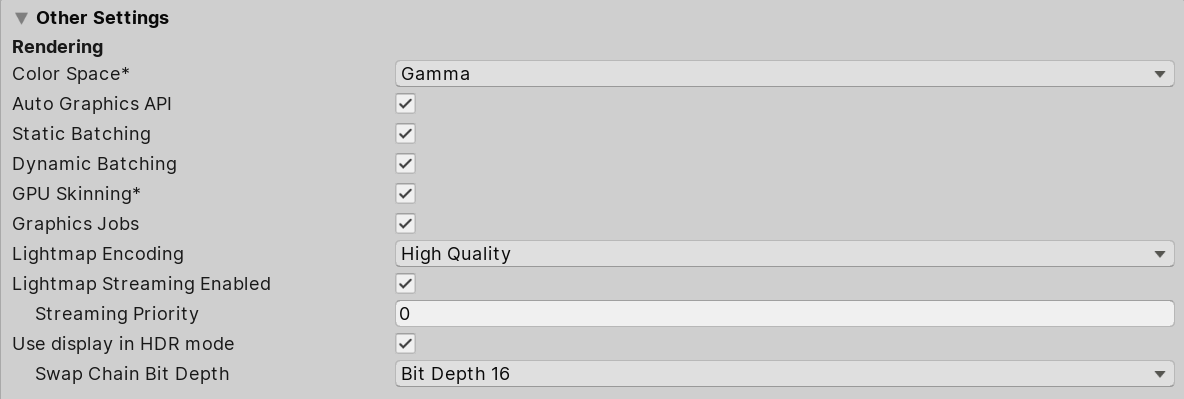 Other Settings
Rendering
Color Space* Gamma
Auto Graphics API
Static Batching
Dynamic Batching
GPU Skinning*
Graphics Jobs
Lightmap Encoding High Quality
Lightmap Streaming Enabled
Streaming Priority 0
Use display in HDR mode
Swap Chain Bit Depth Bit Depth 16